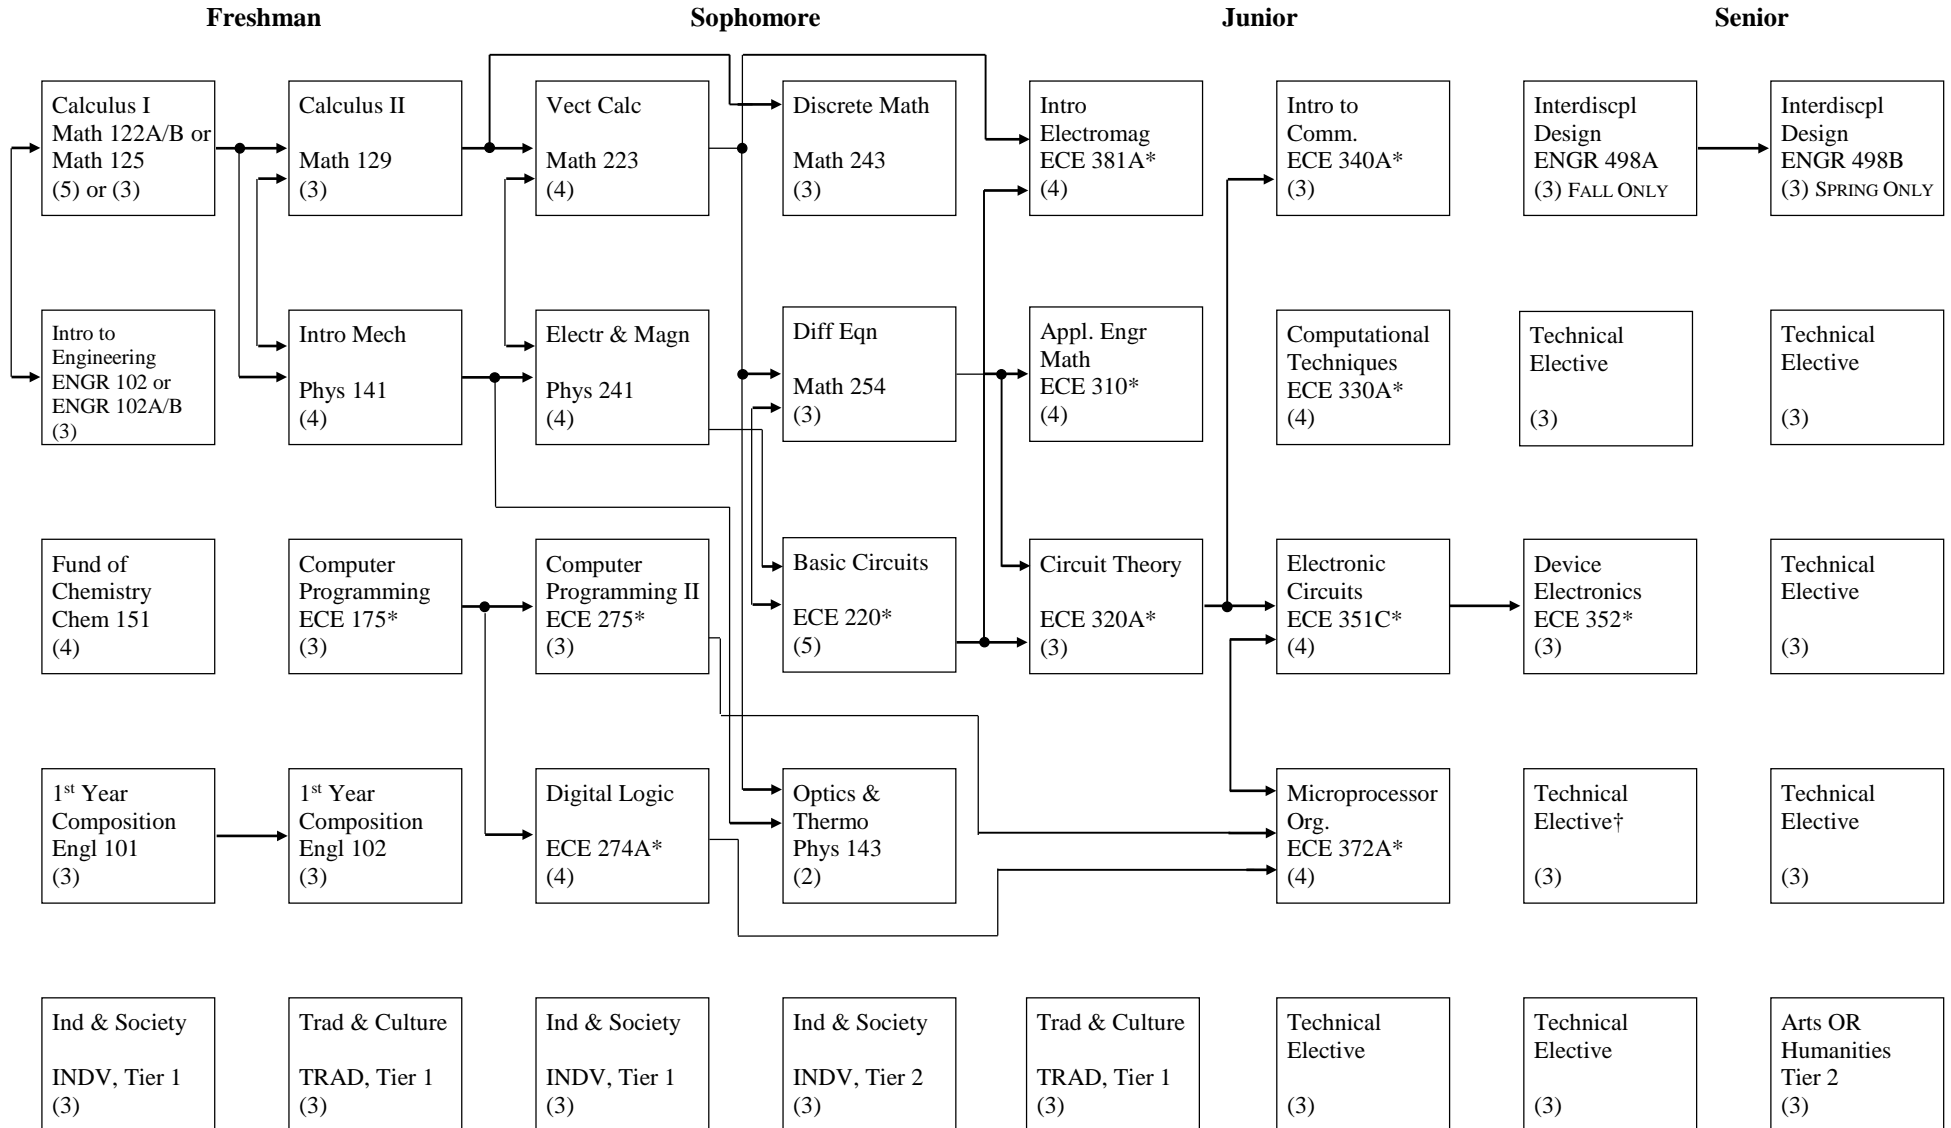 Freshman
Sophomore
Junior
Senior
Calculus I
Math 122A/B or
Math 125
(5) or (3)
Calculus II
Math 129
(3)
Vect Calc
Math 223
(4)
Discrete Math
Math 243
(3)
Intro
Electromag
ECE 381A*
(4)
Intro to
Comm.
ECE 340A*
(3)
Interdiscpl
Design
ENGR 498A
(3) FALL ONLY
Interdiscpl
Design
ENGR 498B
(3) SPRING ONLY
Intro to
Engineering
ENGR 102 or
ENGR 102A/B
(3)
Intro Mech
Phys 141
(4)
Electr & Magn
Phys 241
(4)
Diff Eqn
Math 254
(3)
Appl. Engr
Math
ECE 310*
(4)
Computational
Techniques
ECE 330A*
(4)
Technical
Elective
(3)
Technical
Elective
(3)
Fund of
Chemistry
Chem 151
(4)
Computer
Programming
ECE 175*
(3)
Computer
Programming II
ECE 275*
(3)
Basic Circuits
ECE 220*
(5)
Circuit Theory
ECE 320A*
(3)
Electronic
Circuits
ECE 351C*
(4)
Device
Electronics
ECE 352*
(3)
Technical
Elective
(3)
1st Year
Composition
Engl 101
(3)
1st Year
Composition
Engl 102
(3)
Digital Logic
ECE 274A*
(4)
Optics &
Thermo
Phys 143
(2)
Microprocessor
Org.
ECE 372A*
(4)
Technical
Elective†
(3)
Technical
Elective
(3)
Ind & Society
INDV, Tier 1
(3)
Trad & Culture
TRAD, Tier 1
(3)
Ind & Society
INDV, Tier 1
(3)
Ind & Society
INDV, Tier 2
(3)
Trad & Culture
TRAD, Tier 1
(3)
Technical
Elective
(3)
Technical
Elective
(3)
Arts OR
Humanities
Tier 2
(3)